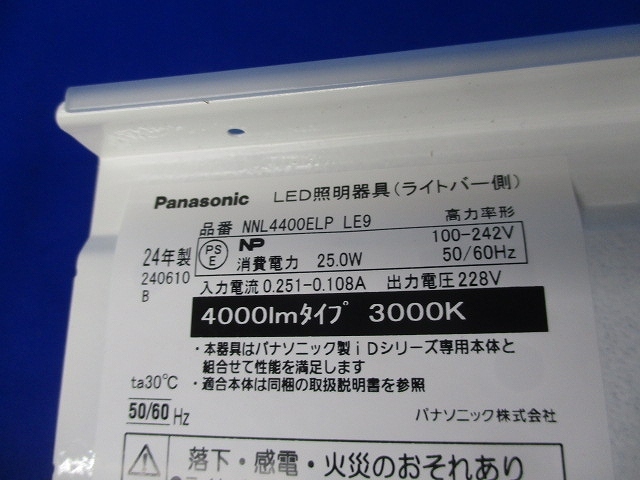 Panasonic LED照明器具(ライトバー側)
品番 NNL4400ELP LE9 高力率形
24年製 PS E NP 100-242V
240610 消費電力 25.0W 50/60Hz
B 入力電流0.251-0.108A 出力電圧228V
4000lmタイプ 3000K
・本器具はパナソニック製iDシリーズ専用本体と
組合せて性能を満足します
ta30℃ ・適合本体は同梱の取扱説明書を参照
50/60 Hz パナソニック株式会社
落下・感電・火災のおそれあり